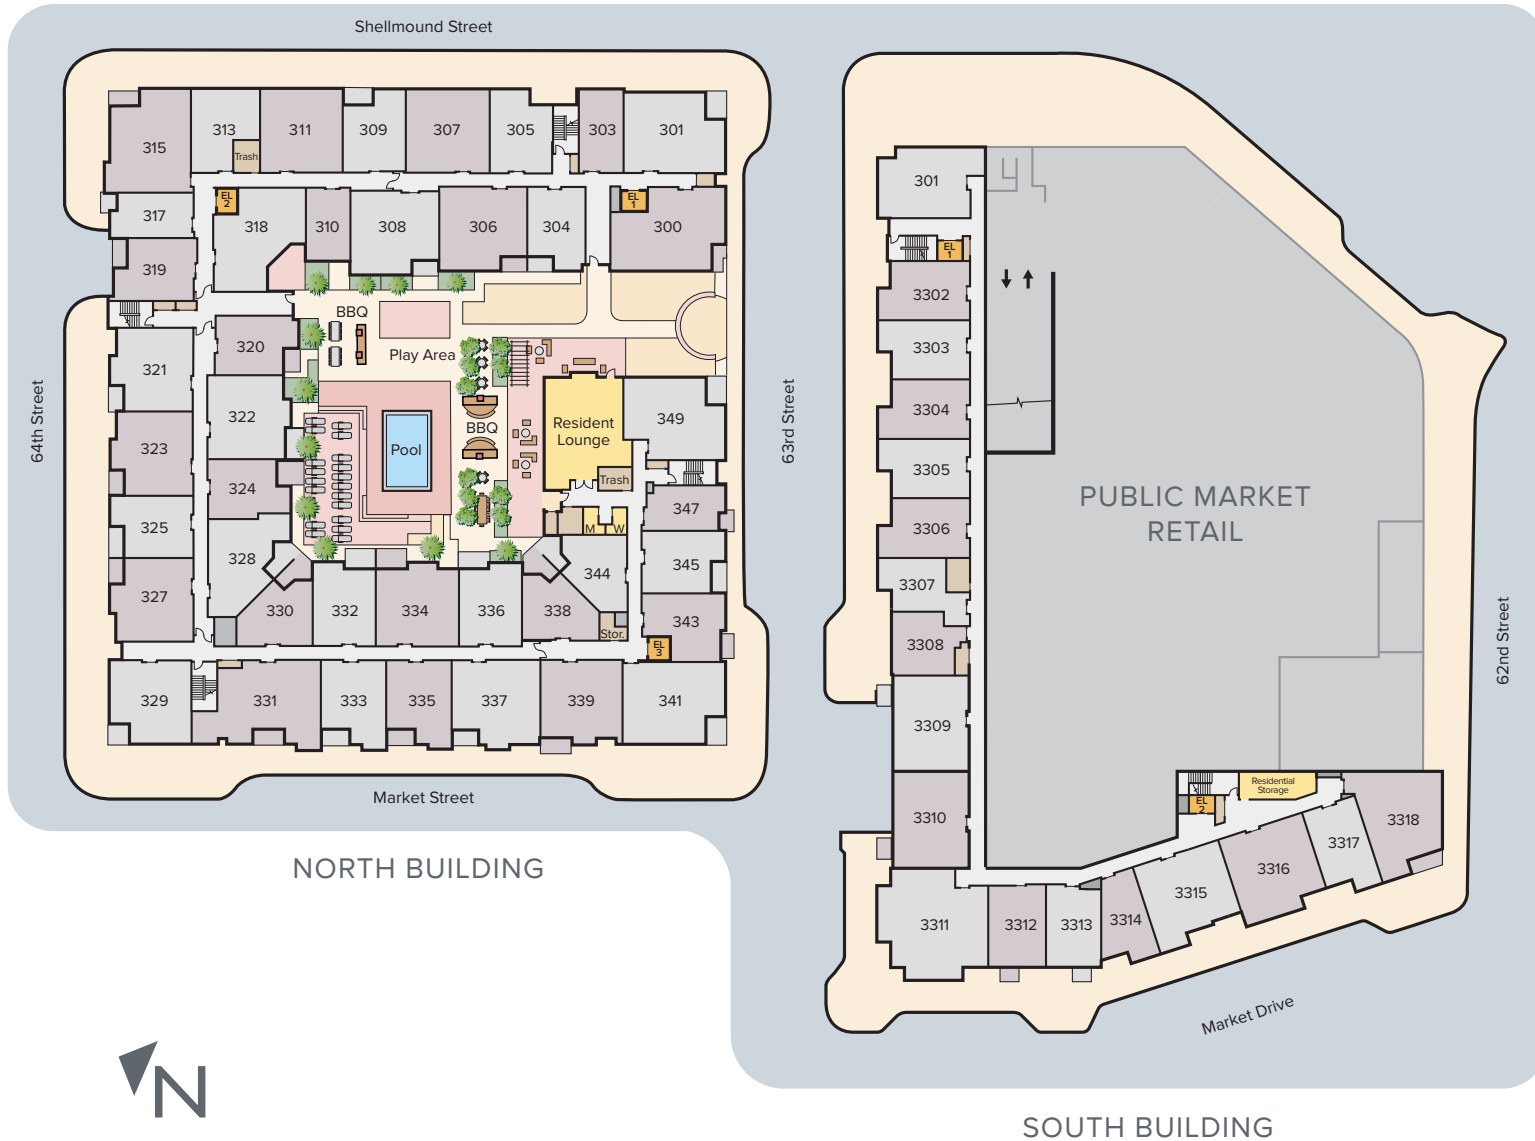 Shellmound Street
315
313
Trash
311
309
307
305
303
301
317
EL
2
318
310
308
306
304
EL
1
300
319
BBQ
Play Area
320
321
322
323
324
325
327
328
Pool
BBQ
Resident
Lounge
Trash
349
M
W
347
345
344
343
330
332
334
336
338
Stor.
EL
3
329
331
333
335
337
339
341
64th Street
63rd Street
Market Street
NORTH BUILDING
301
EL
1
3302
3303
3304
3305
3306
3307
3308
3309
3310
3311
3312
3313
3314
3315
3316
3317
3318
EL
2
Residential
Storage
PUBLIC MARKET
RETAIL
62nd Street
Market Drive
N
SOUTH BUILDING